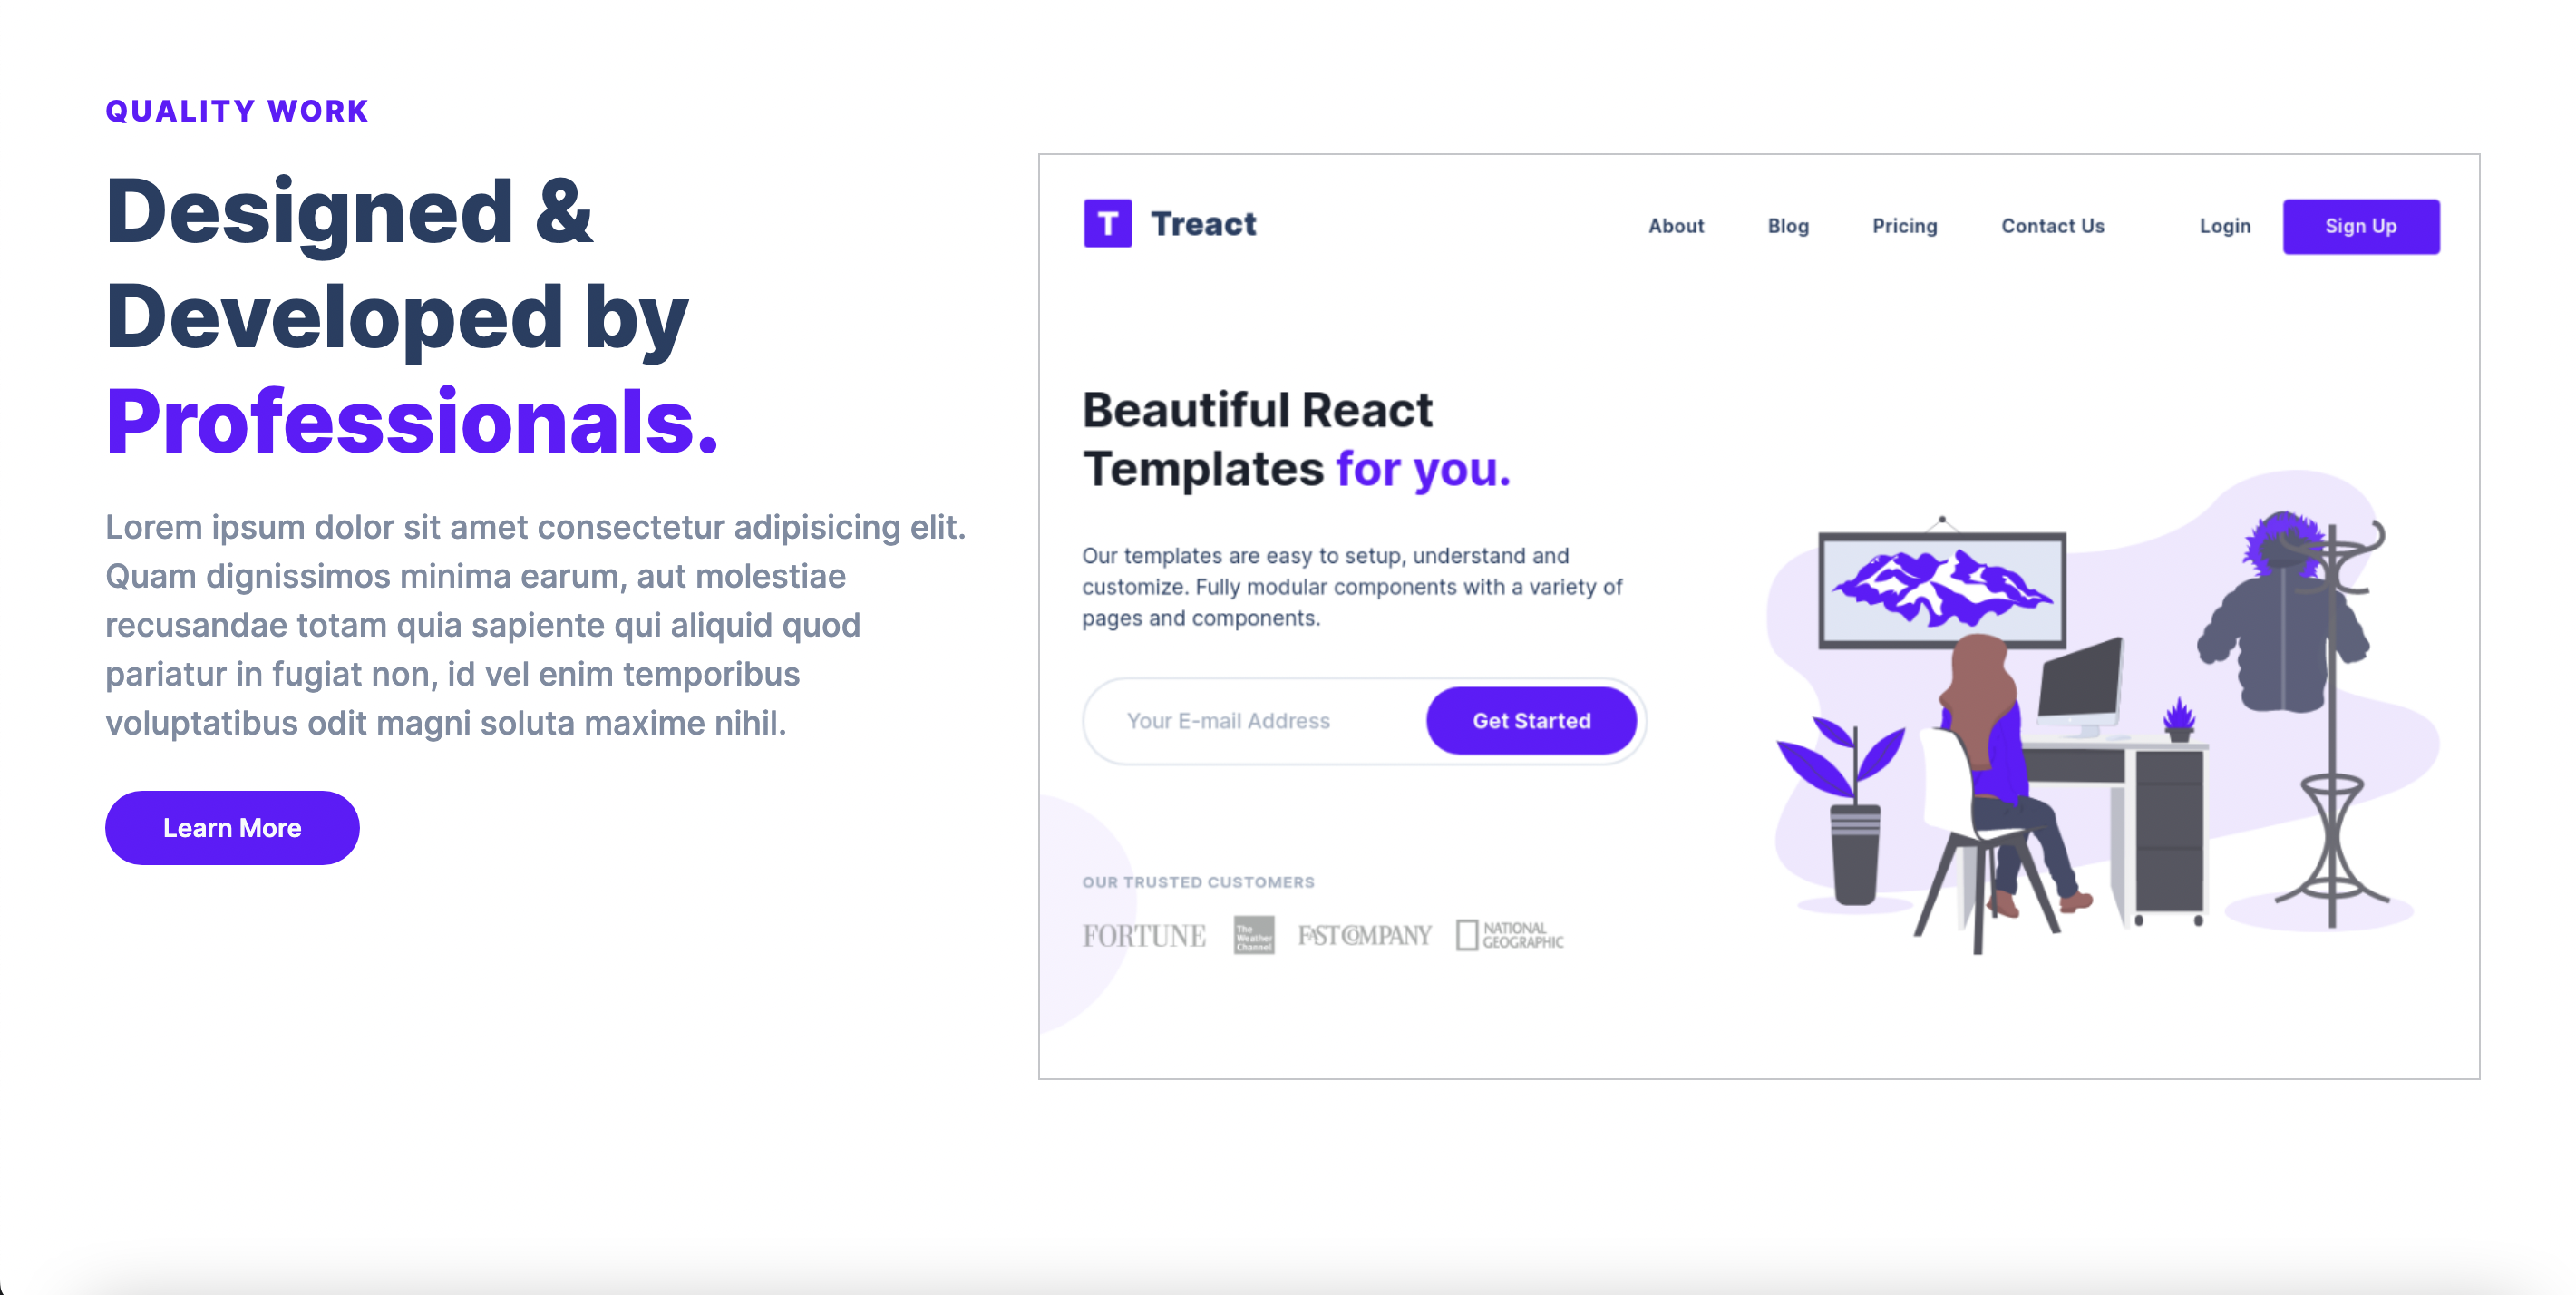 QUALITY WORK
Designed &
Developed by
Professionals.
Lorem ipsum dolor sit amet consectetur adipisicing elit.
Quam dignissimos minima earum, aut molestiae
recusandae totam quia sapiente qui aliquid quod
pariatur in fugiat non, id vel enim temporibus
voluptatibus odit magni soluta maxime nihil.
Learn More
T Treact
About Blog Pricing Contact Us Login Sign Up
Beautiful React
Templates for you.
Our templates are easy to setup, understand and
customize. Fully modular components with a variety of
pages and components.
Your E-mail Address Get Started
OUR TRUSTED CUSTOMERS
FORTUNE
The
Weather
Channel
FAST COMPANY
NATIONAL
GEOGRAPHIC